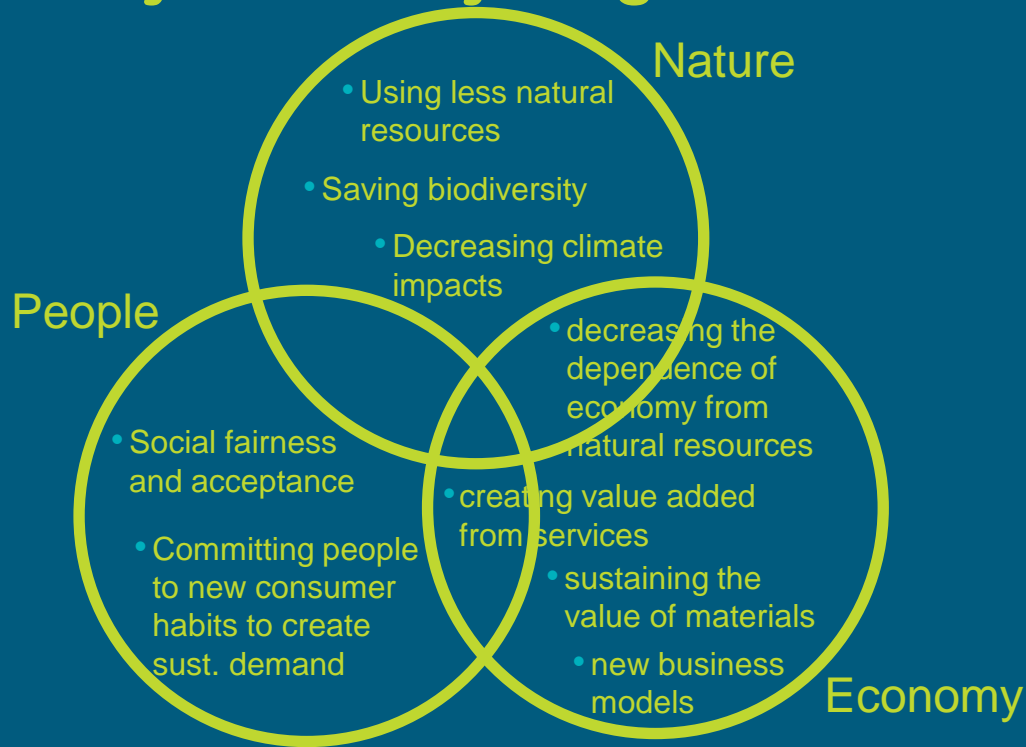 Nature
• Using less natural
resources
• Saving biodiversity
• Decreasing climate
impacts
People
• decreasing the
dependence of
economy from
natural resources
• Social fairness
and acceptance
• creating value added
from services
• Committing people
to new consumer
habits to create
sust. demand
• sustaining the
value of materials
• new business
models
Economy